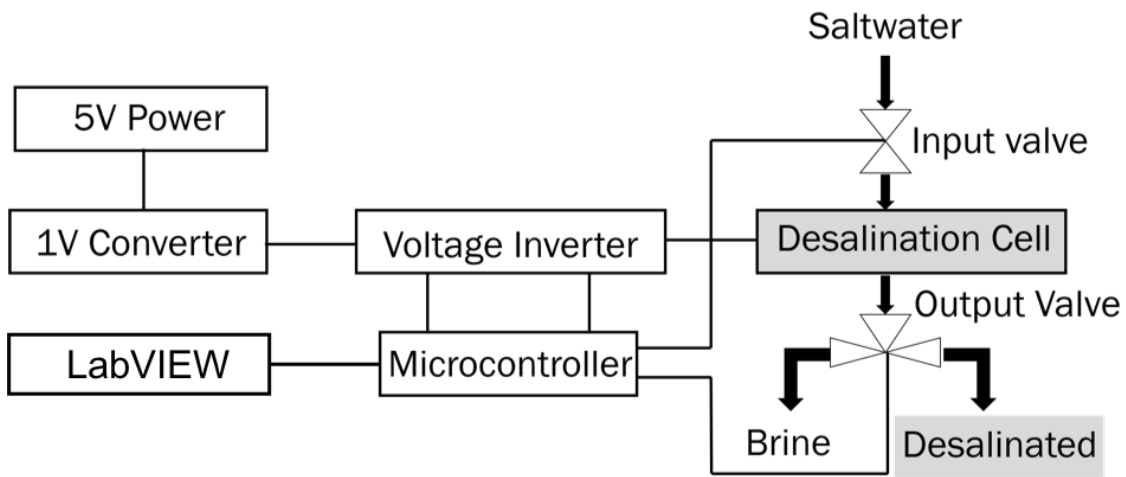 Saltwater
5V Power
Input valve
1V Converter
Voltage Inverter
Desalination Cell
Output Valve
LabVIEW
Microcontroller
Brine
Desalinated